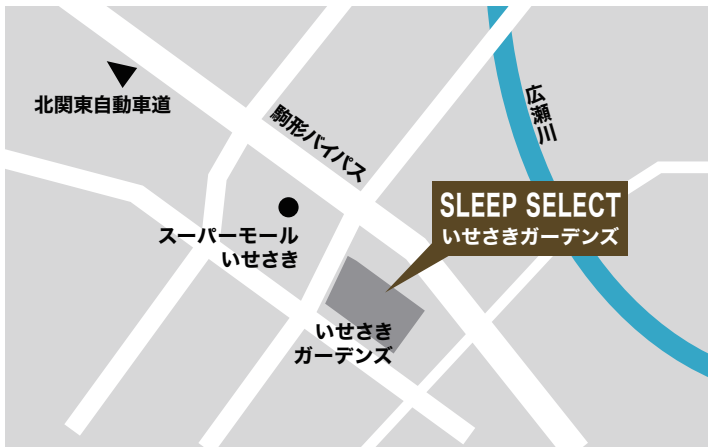 北関東自動車道
駒形バイパス
広瀬川
スーパーモール
いせさき
SLEEP SELECT
いせさきガーデンズ
いせさき
ガーデンズ